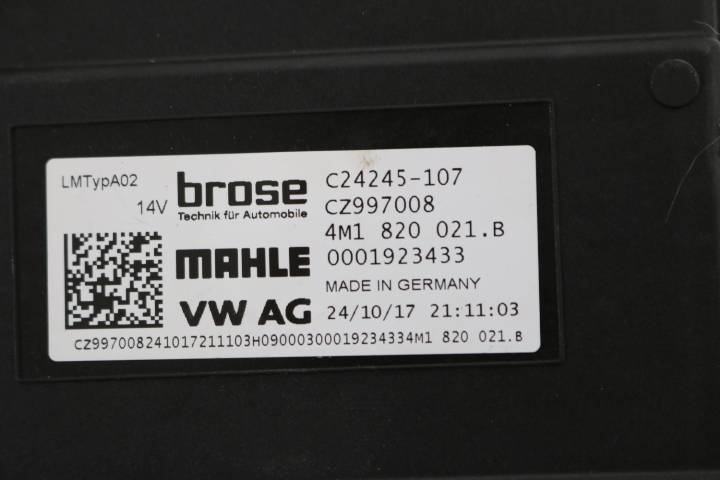 LMTypA02
14V
brose
Technik für Automobile
MAHLE
VW AG
C24245-107
CZ997008
4M1 820 021.B
0001923433
MADE IN GERMANY
24/10/17 21:11:03
CZ997008241017211103H09000300019234334M1 820 021.B